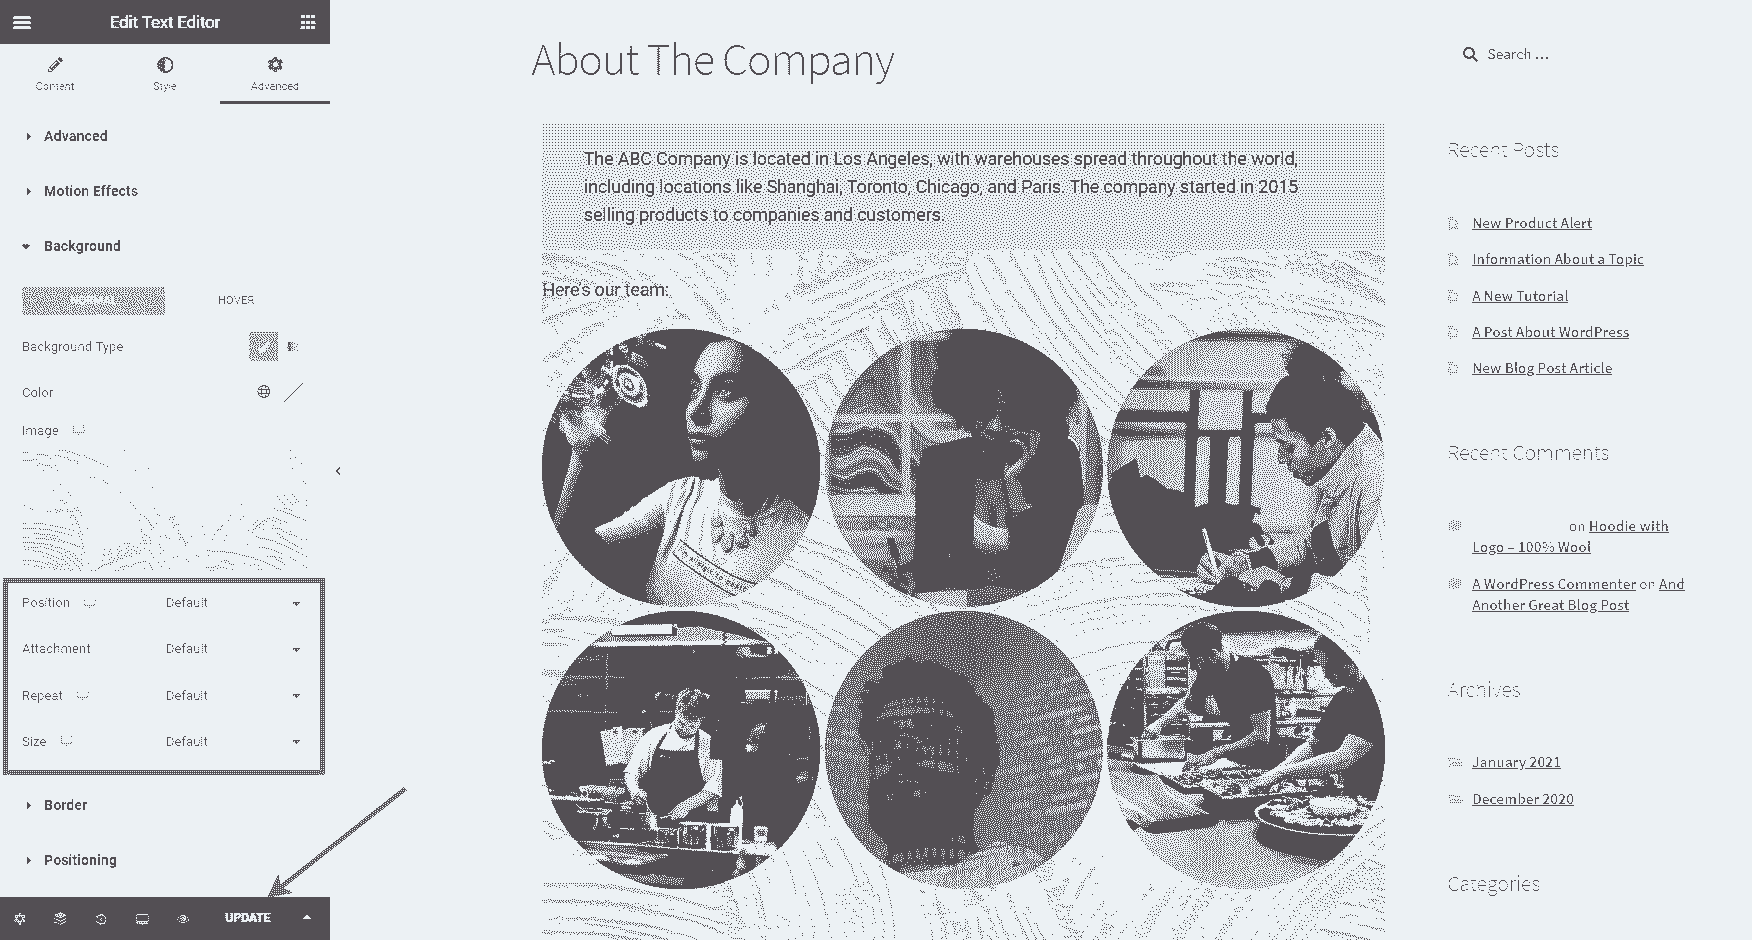 Edit Text Editor
Content
Style
Advanced
Advanced
Motion Effects
Background
HOVER
Background Type
Color
Image
Position
Default
Attachment
Default
Repeat
Default
Size
Default
Border
Positioning
UPDATE
About The Company
The ABC Company is located in Los Angeles, with warehouses spread throughout the world,
including locations like Shanghai, Toronto, Chicago, and Paris. The company started in 2015
selling products to companies and customers.
Here's our team:
Search ...
Recent Posts
New Product Alert
Information About a Topic
A New Tutorial
A Post About WordPress
New Blog Post Article
Recent Comments
on Hoodie with
Logo – 100% Wool
A WordPress Commenter on And
Another Great Blog Post
Archives
January 2021
December 2020
Categories